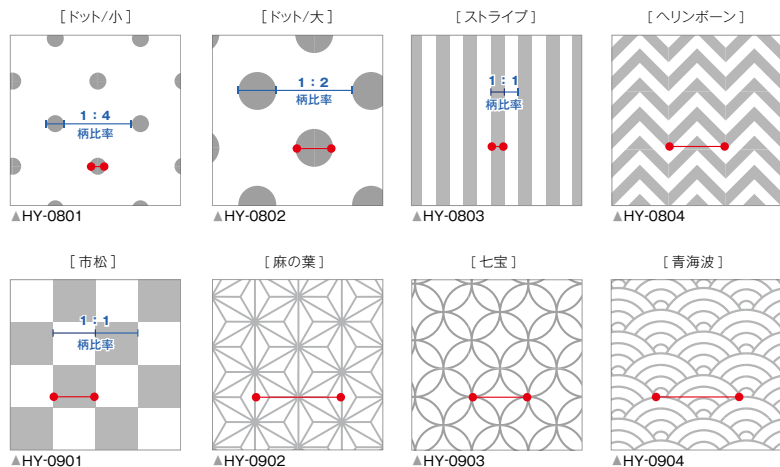 [ドット/小]
[ドット/大]
[ストライプ]
[ヘリンボーン]
1:4
柄比率
1:2
柄比率
1:1
柄比率
▲HY-0801
▲HY-0802
▲HY-0803
▲HY-0804
[市松]
[麻の葉]
[七宝]
[青海波]
1:1
柄比率
▲HY-0901
▲HY-0902
▲HY-0903
▲HY-0904